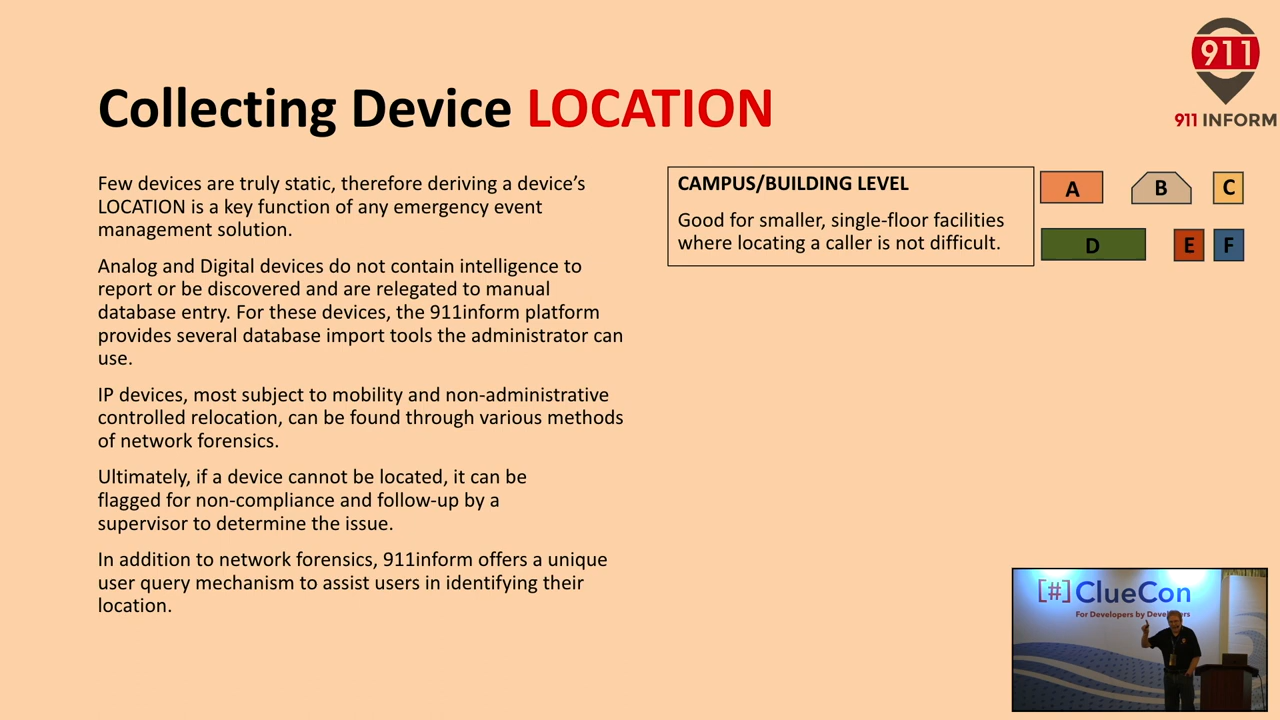 911
911 INFORM
Collecting Device LOCATION
Few devices are truly static, therefore deriving a device’s
LOCATION is a key function of any emergency event
management solution.
Analog and Digital devices do not contain intelligence to
report or be discovered and are relegated to manual
database entry. For these devices, the 911inform platform
provides several database import tools the administrator can
use.
IP devices, most subject to mobility and non-administrative
controlled relocation, can be found through various methods
of network forensics.
Ultimately, if a device cannot be located, it can be
flagged for non-compliance and follow-up by a
supervisor to determine the issue.
In addition to network forensics, 911inform offers a unique
user query mechanism to assist users in identifying their
location.
CAMPUS/BUILDING LEVEL
Good for smaller, single-floor facilities
where locating a caller is not difficult.
A B C
D E F
[#]ClueCon
For Developers by Developers